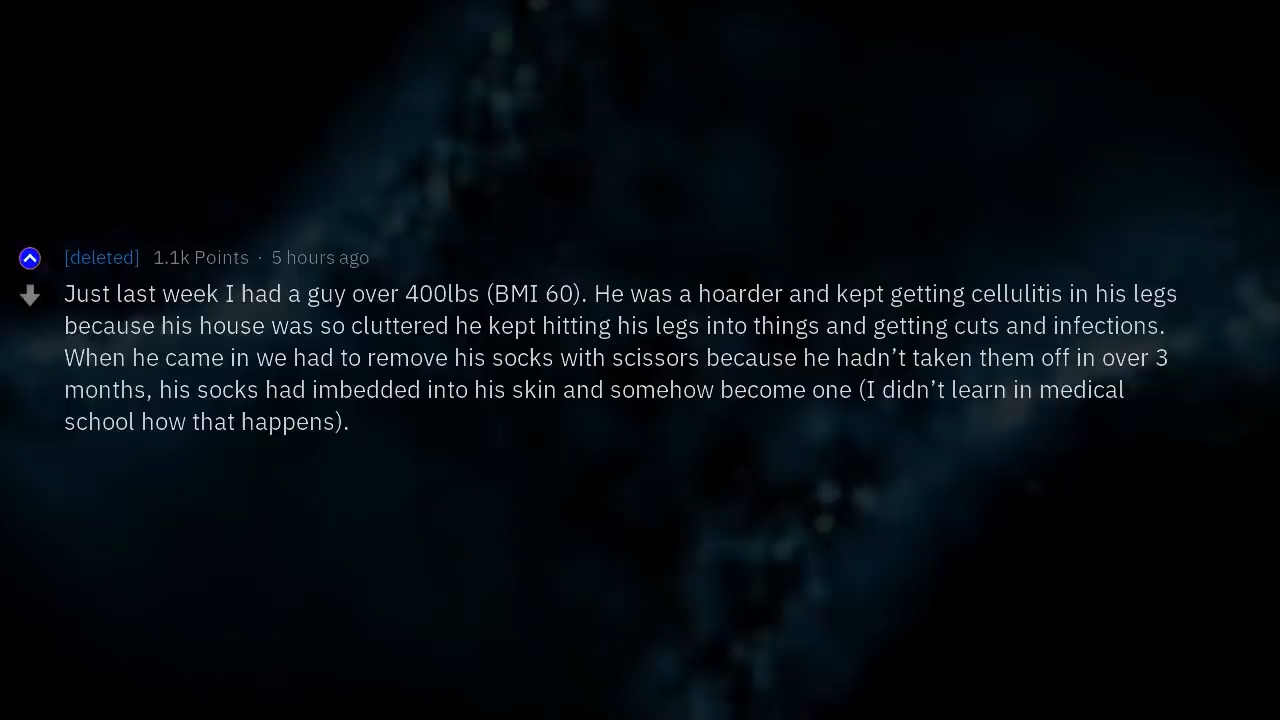 [deleted] 1.1k Points · 5 hours ago
Just last week I had a guy over 400lbs (BMI 60). He was a hoarder and kept getting cellulitis in his legs
because his house was so cluttered he kept hitting his legs into things and getting cuts and infections.
When he came in we had to remove his socks with scissors because he hadn’t taken them off in over 3
months, his socks had imbedded into his skin and somehow become one (I didn’t learn in medical
school how that happens).